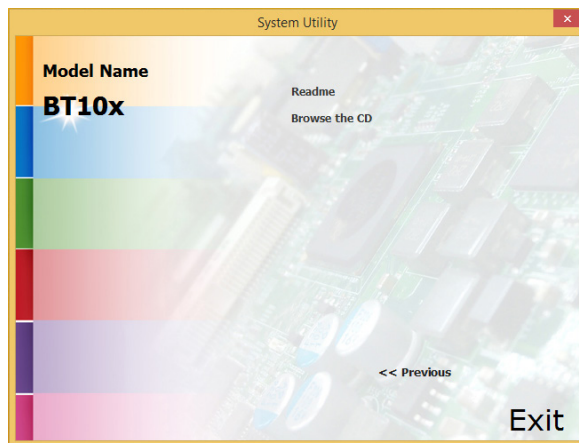 System Utility
Model Name
BT10x
Readme
Browse the CD
<< Previous
Exit